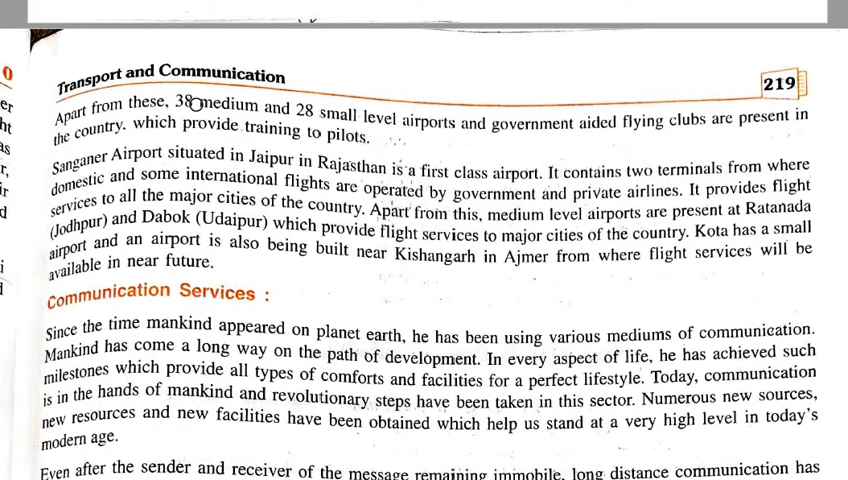 Transport and Communication
219
Apart from these, 38 medium and 28 small level airports and government aided flying clubs are present in
the country. which provide training to pilots.
Sanganer Airport situated in Jaipur in Rajasthan is a first class airport. It contains two terminals from where
domestic and some international flights are operated by government and private airlines. It provides flight
services to all the major cities of the country. Apart from this, medium level airports are present at Ratanada
(Jodhpur) and Dabok (Udaipur) which provide flight services to major cities of the country. Kota has a small
airport and an airport is also being built near Kishangarh in Ajmer from where flight services will be
available in near future.
Communication Services :
Since the time mankind appeared on planet earth, he has been using various mediums of communication.
Mankind has come a long way on the path of development. In every aspect of life, he has achieved such
milestones which provide all types of comforts and facilities for a perfect lifestyle. Today, communication
is in the hands of mankind and revolutionary steps have been taken in this sector. Numerous new sources,
new resources and new facilities have been obtained which help us stand at a very high level in today's
modern age.
Even after the sender and receiver of the message remaining immobile, long distance communication has